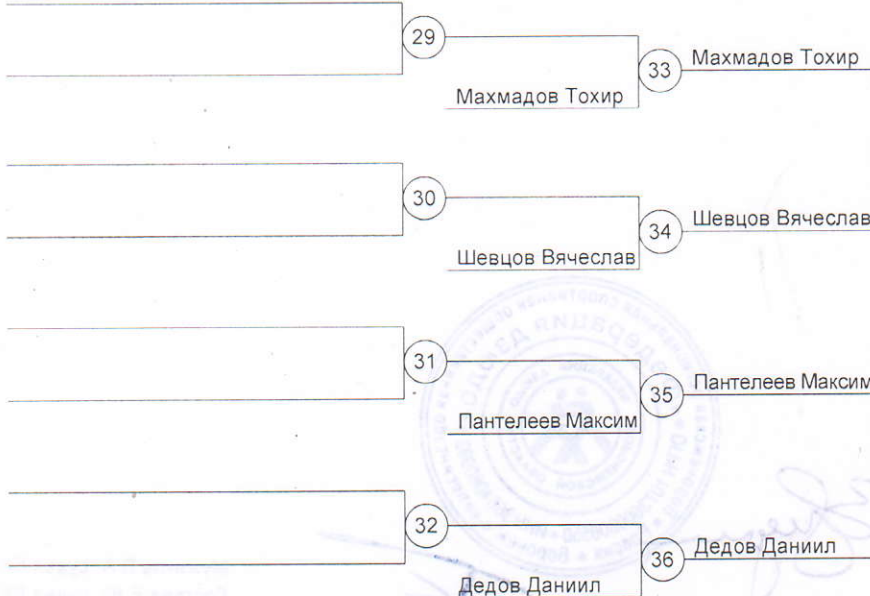 29
33 Махмадов Тохир
Махмадов Тохир
30
34 Шевцов Вячеслав
Шевцов Вячеслав
31
35 Пантелеев Максим
Пантелеев Максим
32
36 Дедов Даниил
Дедов Даниил